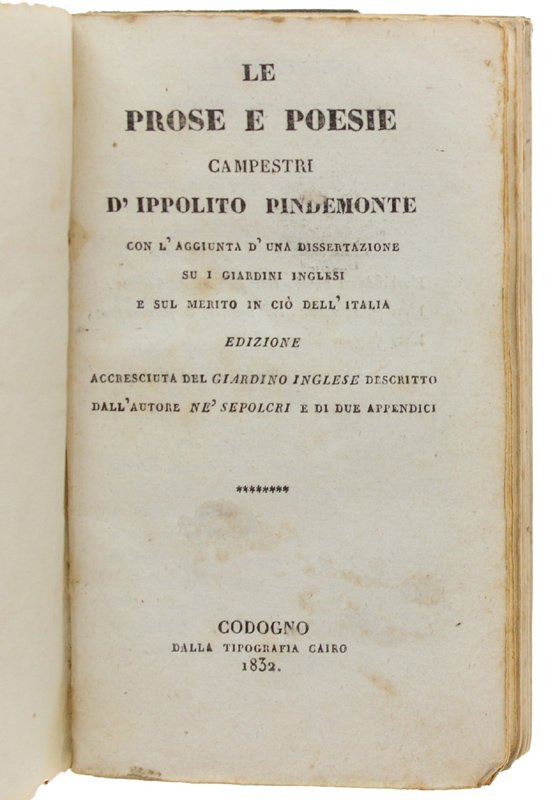 LE
PROSE E POESIE
CAMPESTRI
D' IPPOLITO PINDEMONTE
CON L' AGGIUNTA D' UNA DISSERTAZIONE
SU I GIARDINI INGLESI
E SUL MERITO IN CIÒ DELL' ITALIA
EDIZIONE
ACCRESCIUTA DEL GIARDINO INGLESE DESCRITTO
DALL' AUTORE NE' SEPOLCRI E DI DUE APPENDICI
********
CODOGNO
DALLA TIPOGRAFIA CAIRO
1832.